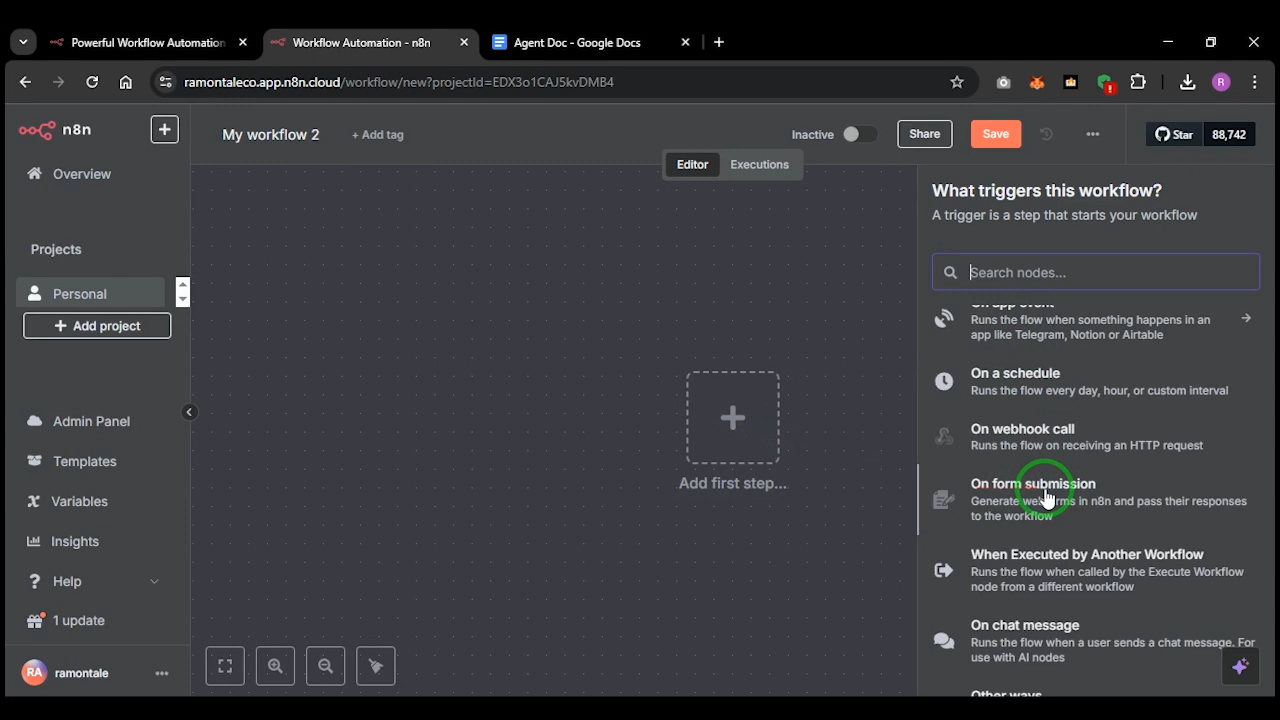 Powerful Workflow Automation
Workflow Automation - n8n
Agent Doc - Google Docs
ramontaleco.app.n8n.cloud/workflow/new?projectId=EDX3o1CAJ5kvDMB4
R
n8n
My workflow 2
+ Add tag
Inactive
Share
Save
Star
88,742
Editor
Executions
Overview
Projects
Personal
+ Add project
Admin Panel
Templates
Variables
Insights
Help
1 update
RA
ramontale
Add first step...
What triggers this workflow?
A trigger is a step that starts your workflow
Search nodes...
On app event
Runs the flow when something happens in an
app like Telegram, Notion or Airtable
On a schedule
Runs the flow every day, hour, or custom interval
On webhook call
Runs the flow on receiving an HTTP request
On form submission
Generate webforms in n8n and pass their responses
to the workflow
When Executed by Another Workflow
Runs the flow when called by the Execute Workflow
node from a different workflow
On chat message
Runs the flow when a user sends a chat message. For
use with AI nodes
Other ways